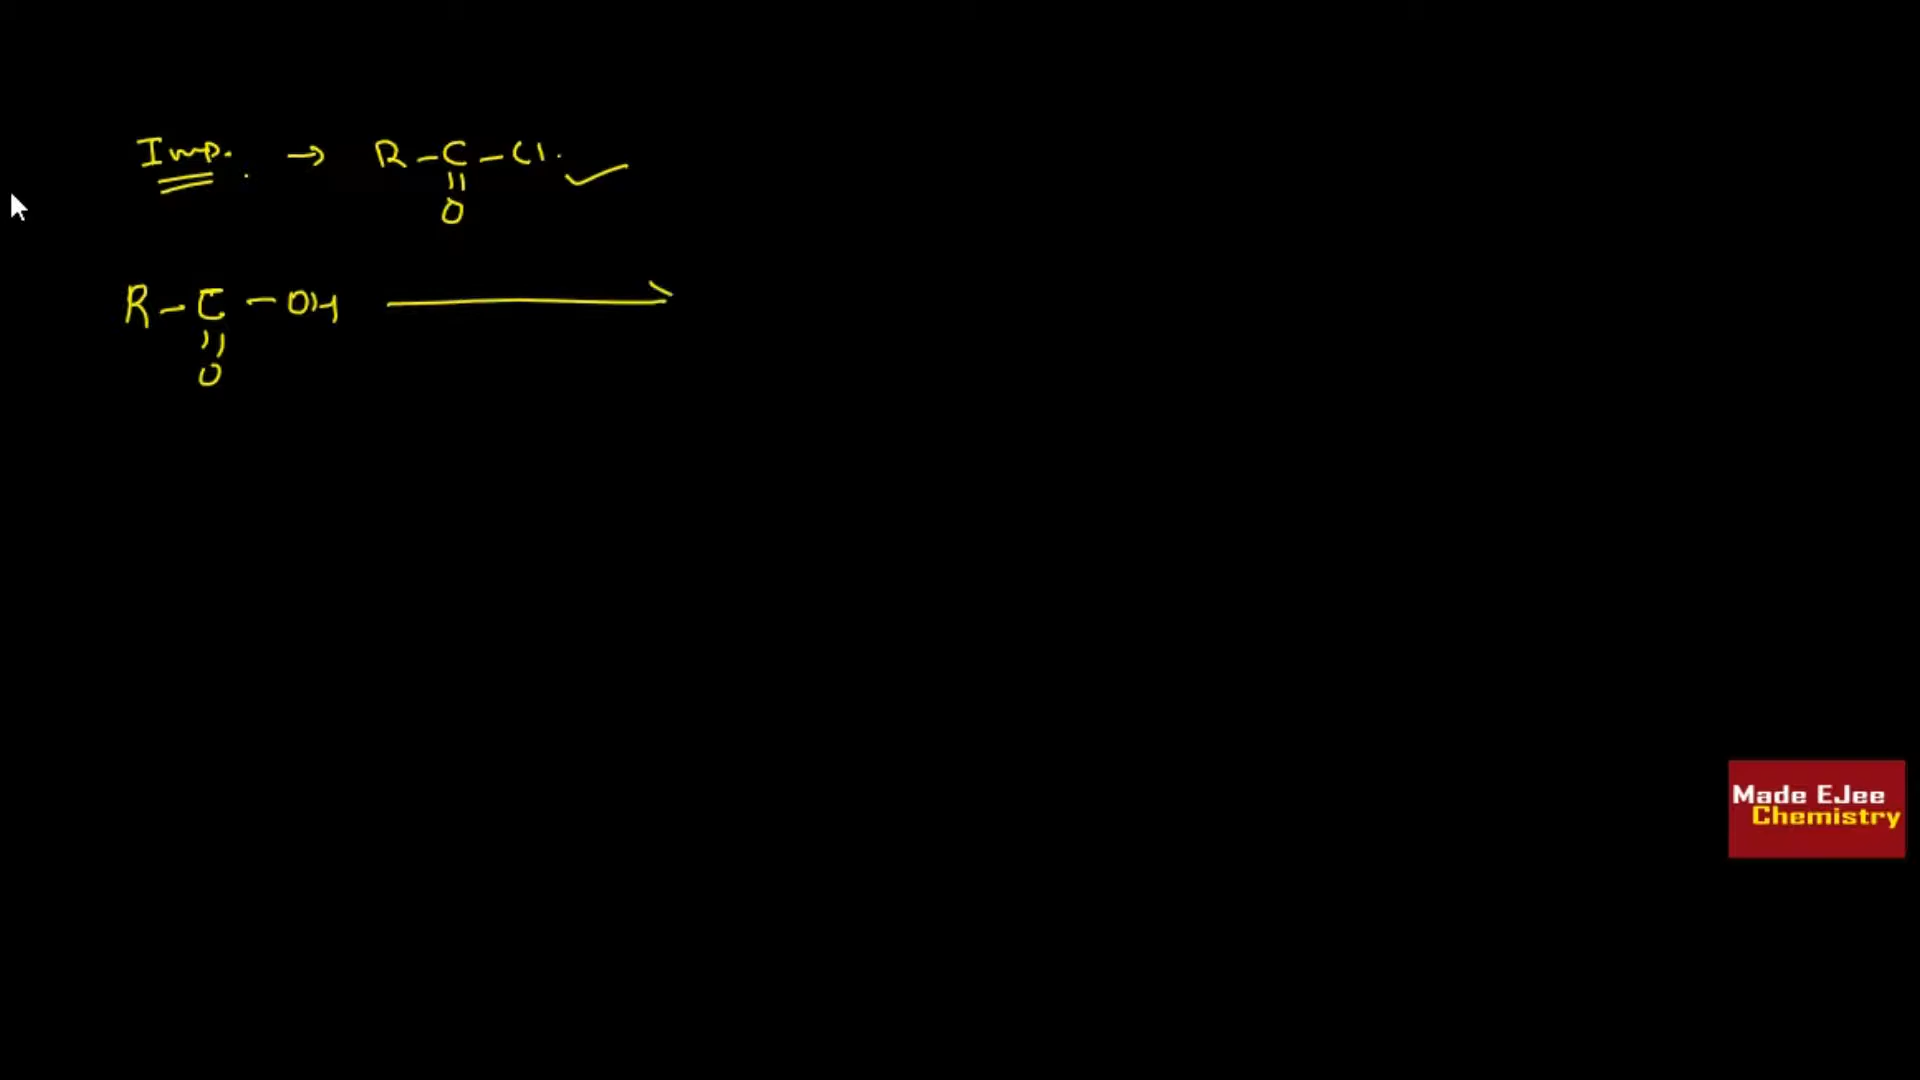 Imp. → R-C-Cl.
||
O
R-C-OH →
||
O
Made EJee
Chemistry